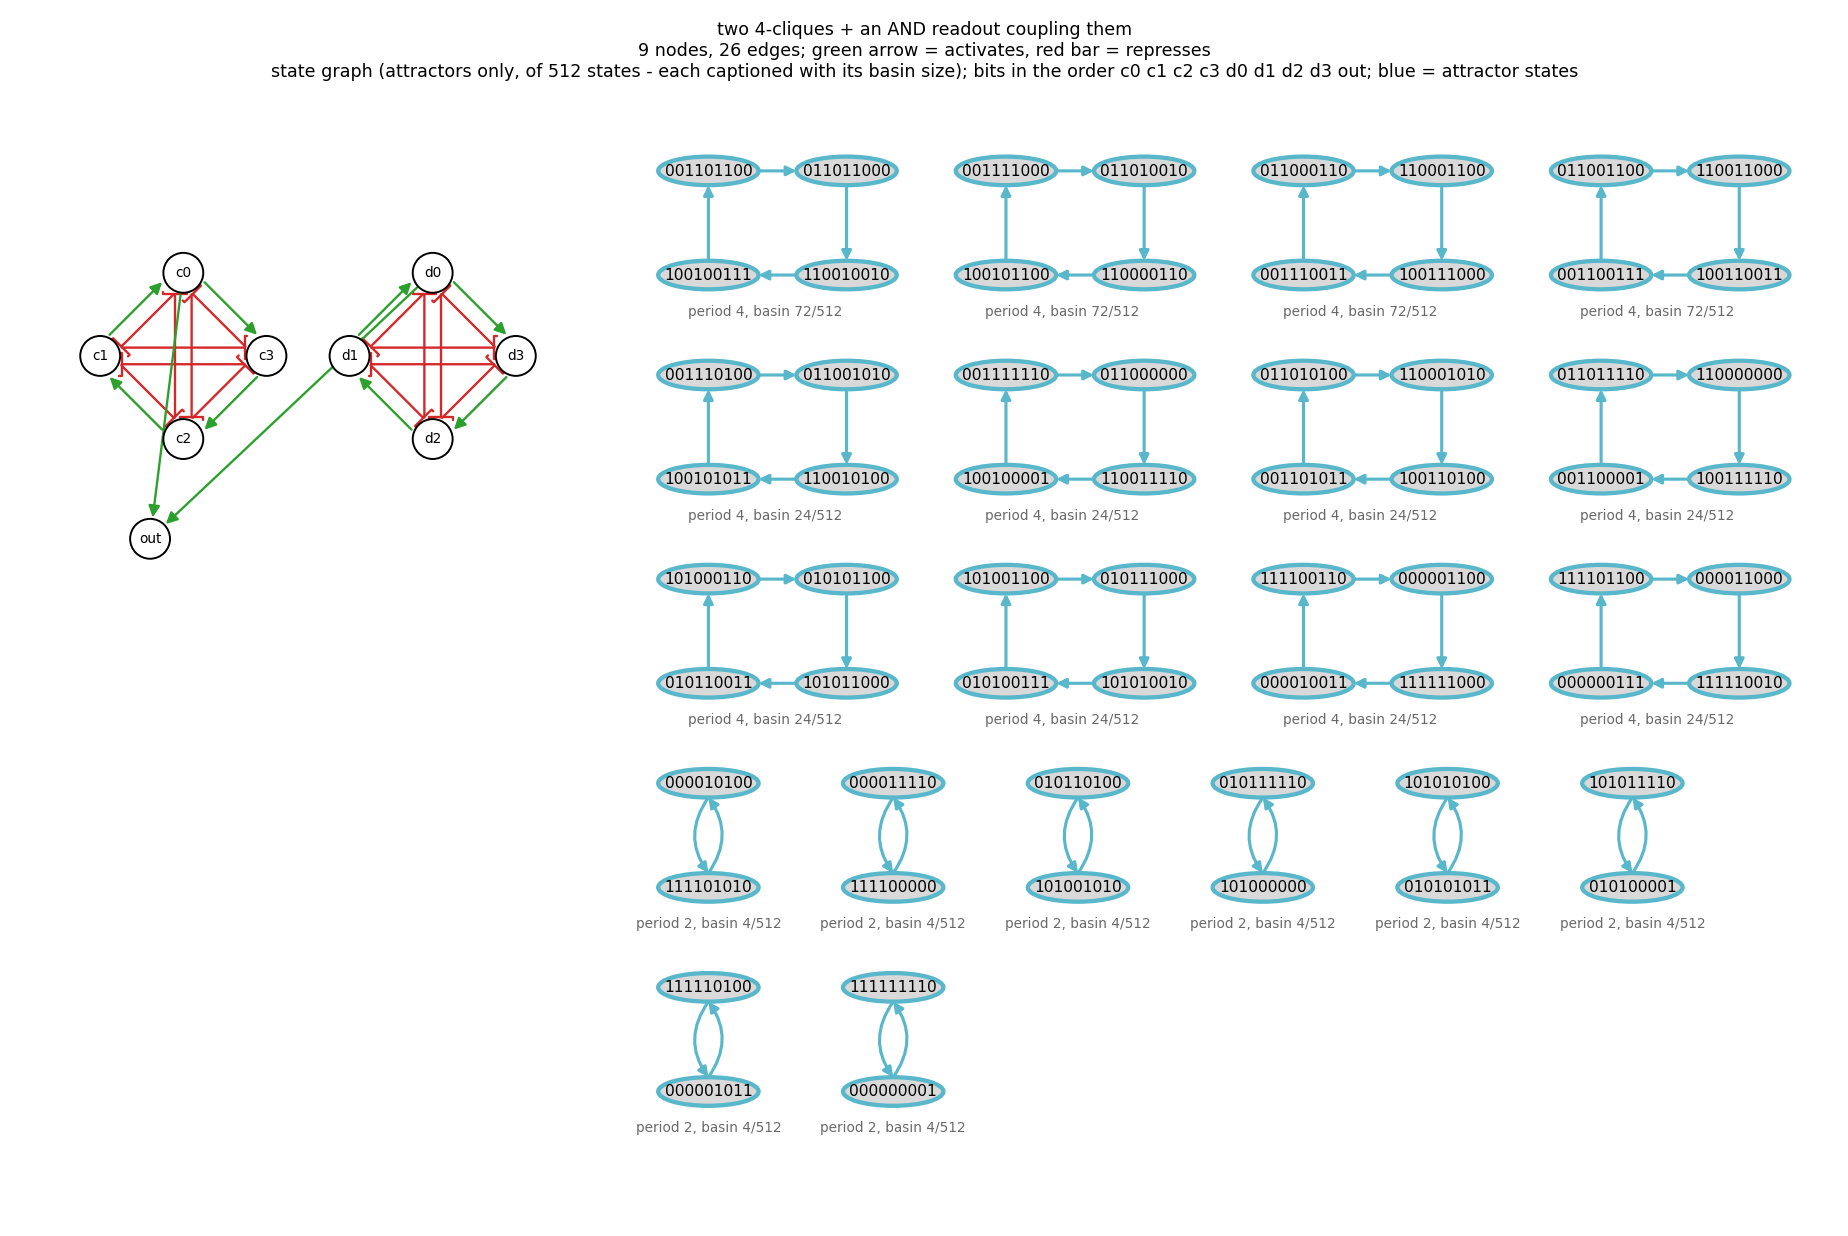 two 4-cliques + an AND readout coupling them
9 nodes, 26 edges; green arrow = activates, red bar = represses
state graph (attractors only, of 512 states - each captioned with its basin size); bits in the order c0 c1 c2 c3 d0 d1 d2 d3 out; blue = attractor states
c0
d0
c1
c3
d1
d3
c2
d2
out
001101100 011011000 001111000 011010010 011000110 110001100 011001100 110011000
100100111 110010010 100101100 110000110 001110011 100111000 001100111 100110011
period 4, basin 72/512 period 4, basin 72/512 period 4, basin 72/512 period 4, basin 72/512
001110100 011001010 001111110 011000000 011010100 110001010 011011110 110000000
100101011 110010100 100100001 110011110 001101011 100110100 001100001 100111110
period 4, basin 24/512 period 4, basin 24/512 period 4, basin 24/512 period 4, basin 24/512
101000110 010101100 101001100 010111000 111100110 000001100 111101100 000011000
010110011 101011000 010100111 101010010 000010011 111111000 000000111 111110010
period 4, basin 24/512 period 4, basin 24/512 period 4, basin 24/512 period 4, basin 24/512
000010100 000011110 010110100 010111110 101010100 101011110
111101010 111100000 101001010 101000000 010101011 010100001
period 2, basin 4/512 period 2, basin 4/512 period 2, basin 4/512 period 2, basin 4/512 period 2, basin 4/512 period 2, basin 4/512
111110100 111111110
000001011 000000001
period 2, basin 4/512 period 2, basin 4/512